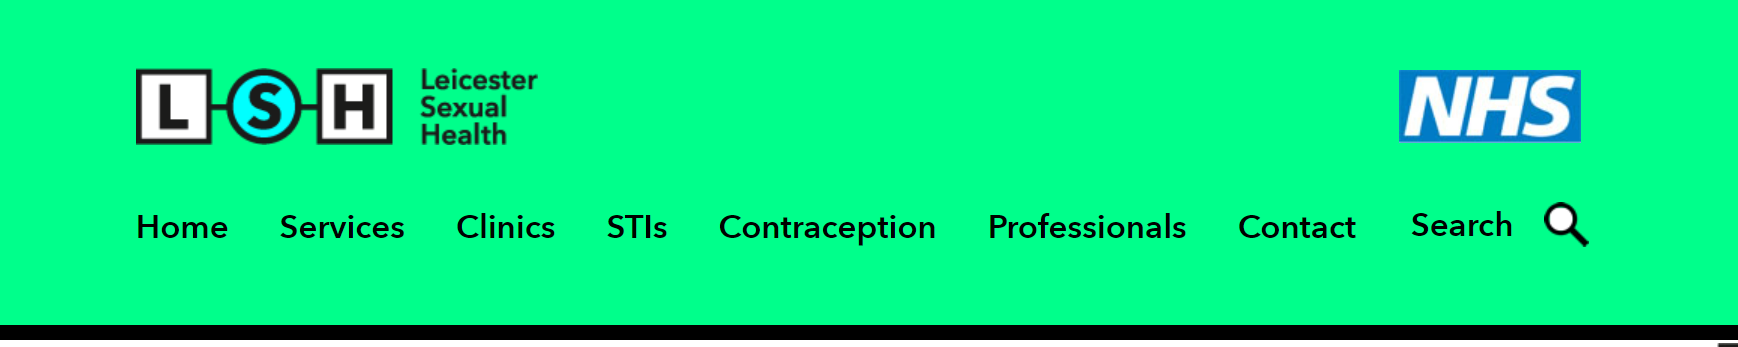 L S H
Leicester
Sexual
Health
NHS
Home Services Clinics STIs Contraception Professionals Contact Search